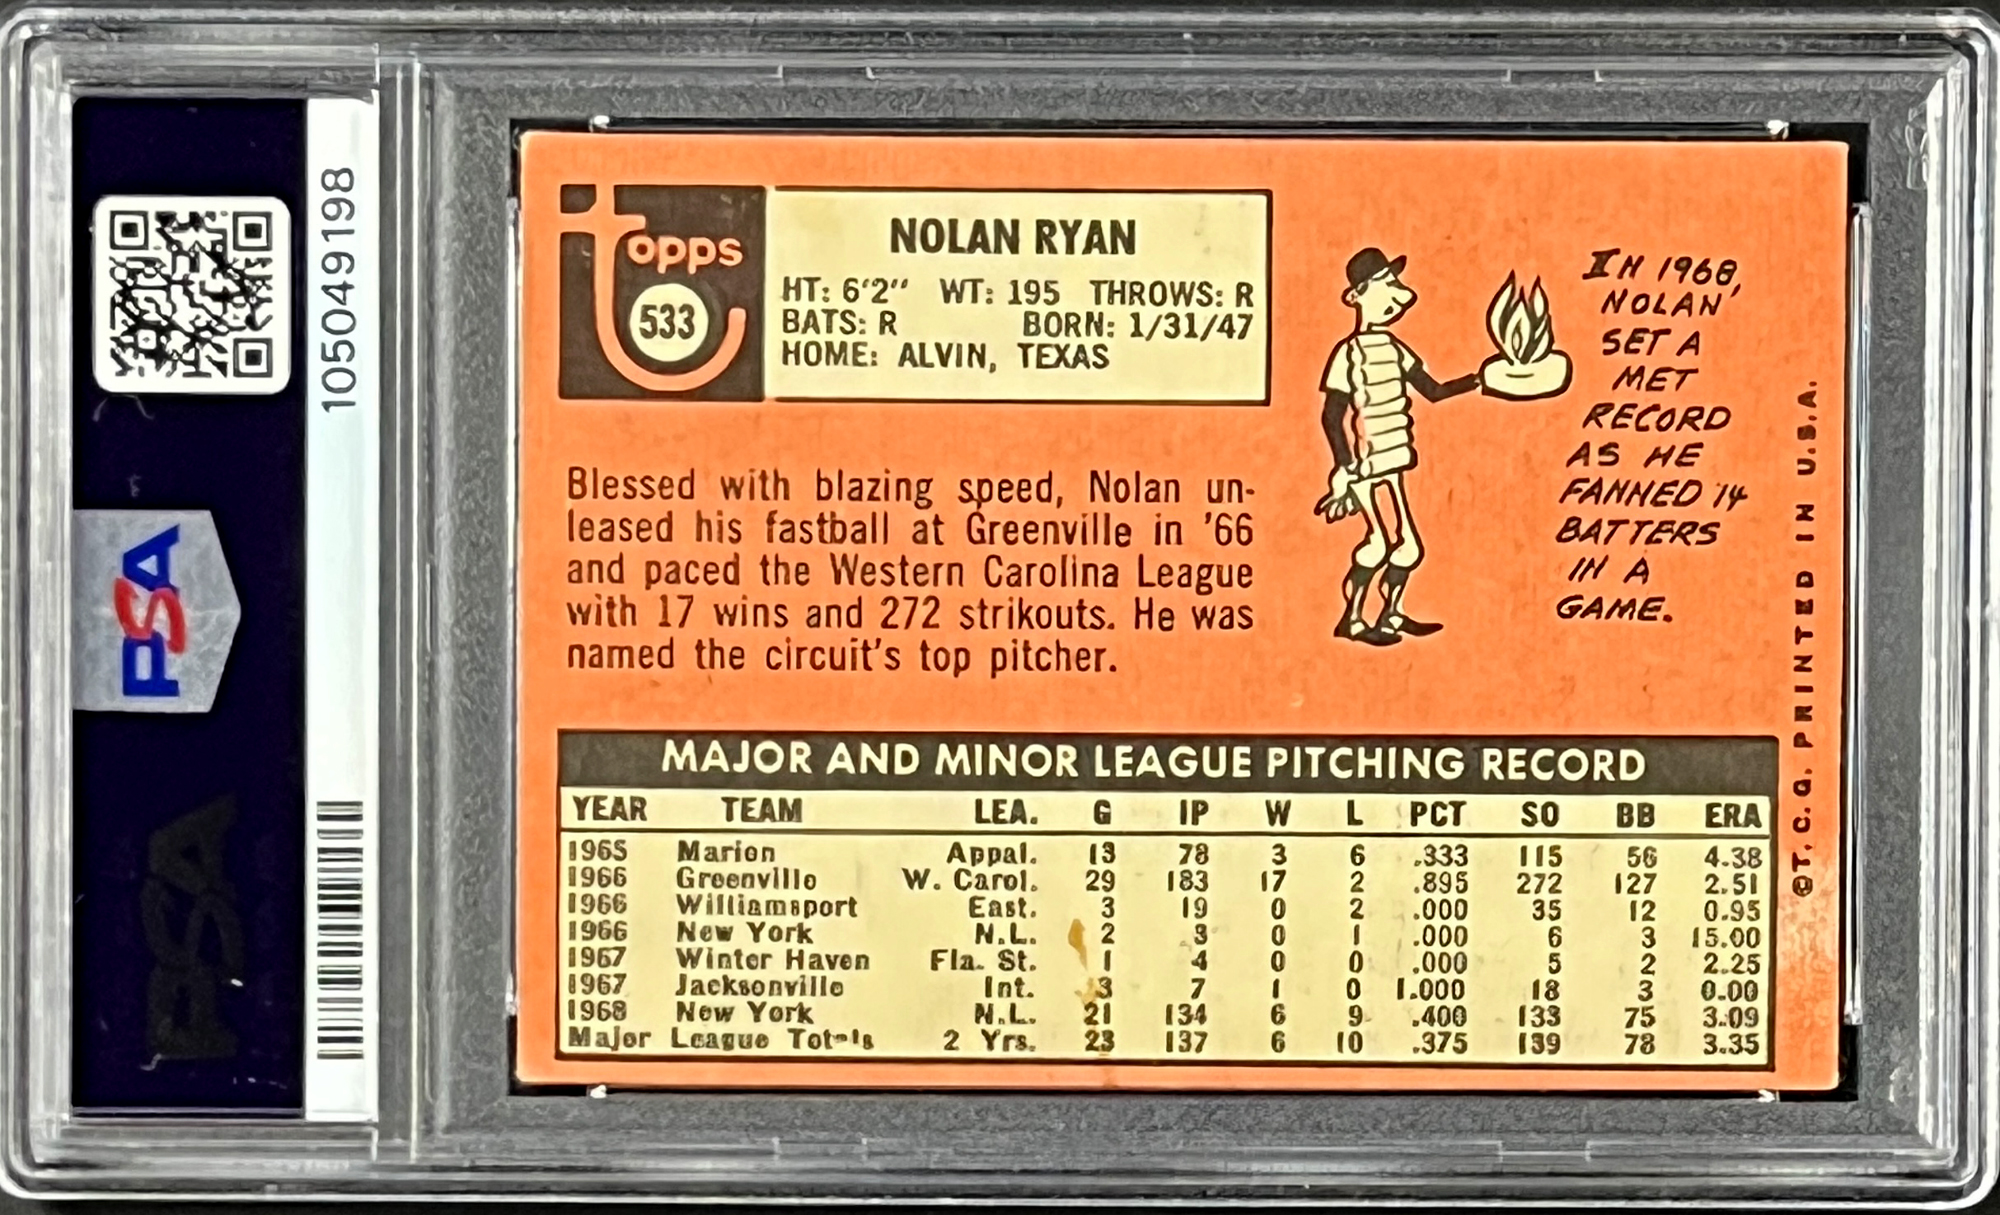 105049198
PSA
PSA
Topps
533
NOLAN RYAN
HT: 6'2" WT: 195 THROWS: R
BATS: R BORN: 1/31/47
HOME: ALVIN, TEXAS
Blessed with blazing speed, Nolan un-
leased his fastball at Greenville in '66
and paced the Western Carolina League
with 17 wins and 272 strikouts. He was
named the circuit's top pitcher.
IN 1968,
NOLAN
SET A
MET
RECORD
AS HE
FANNED 14
BATTERS
IN A
GAME.
©T. C. G. PRINTED IN U.S.A.
MAJOR AND MINOR LEAGUE PITCHING RECORD
YEAR TEAM LEA. G IP W L PCT SO BB ERA
1965 Marion Appal. 13 78 3 6 .333 115 56 4.38
1966 Greenville W. Carol. 29 183 17 2 .895 272 127 2.51
1966 Williamsport East. 3 19 0 2 .000 35 12 0.95
1966 New York N.L. 2 3 0 1 .000 6 3 15.00
1967 Winter Haven Fla. St. 1 4 0 0 .000 5 2 2.25
1967 Jacksonville Int. 3 7 1 0 1.000 18 3 0.00
1968 New York N.L. 21 134 6 9 .400 133 75 3.09
Major League Totals 2 Yrs. 23 137 6 10 .375 139 78 3.35